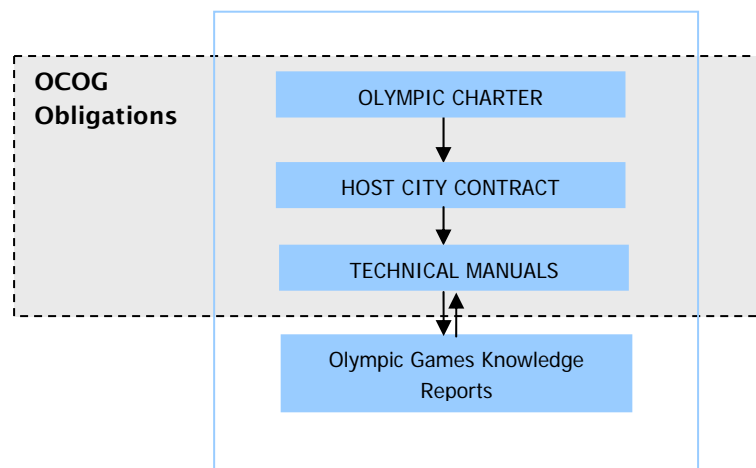 OCOG
Obligations
OLYMPIC CHARTER
HOST CITY CONTRACT
TECHNICAL MANUALS
Olympic Games Knowledge
Reports